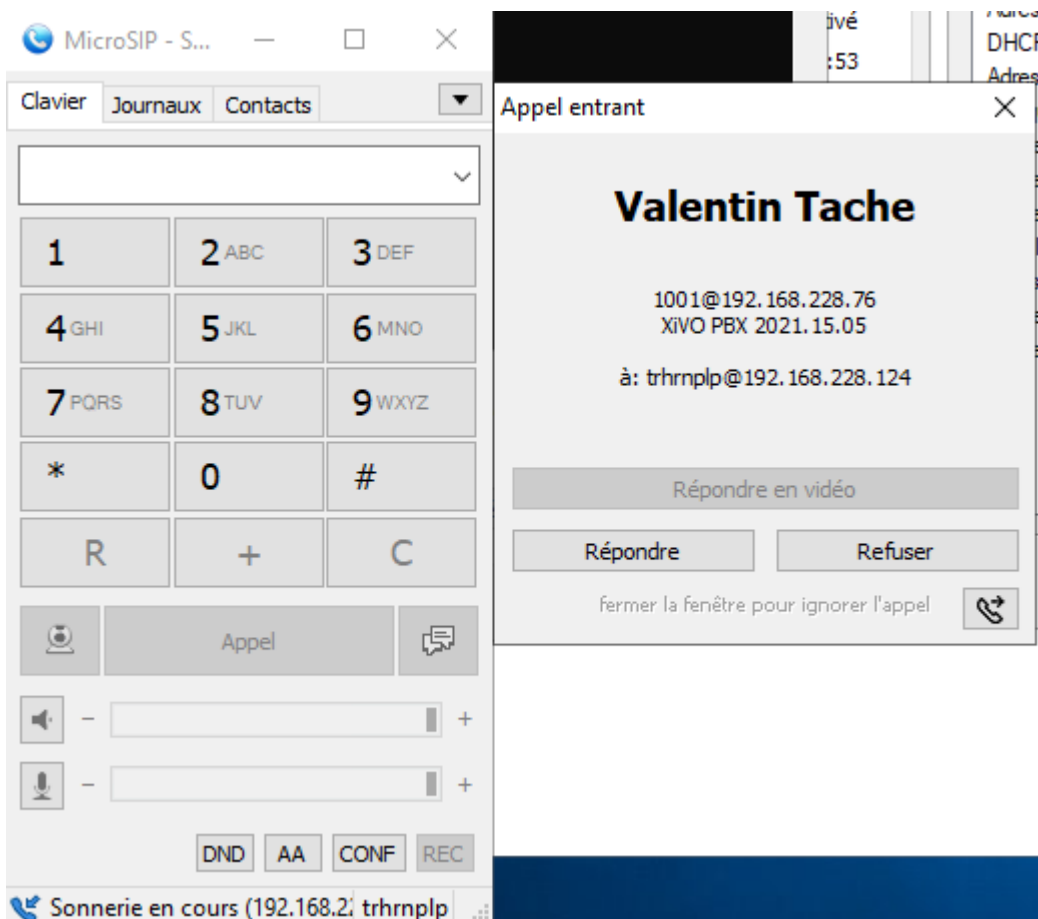 MicroSIP - S...
Clavier Journaux Contacts
1
2 ABC
3 DEF
4 GHI
5 JKL
6 MNO
7 PQRS
8 TUV
9 WXYZ
*
0
#
R
+
C
Appel
- +
- +
DND AA CONF REC
Sonnerie en cours (192.168.22 trhrnplp
ivé
:53
DHCP
Adres
Appel entrant
Valentin Tache
1001@192.168.228.76
XiVO PBX 2021.15.05
à: trhrnplp@192.168.228.124
Répondre en vidéo
Répondre Refuser
fermer la fenêtre pour ignorer l'appel